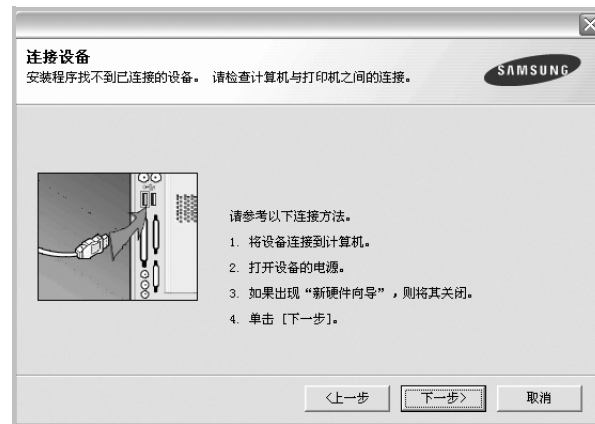 连接设备
安装程序找不到已连接的设备。 请检查计算机与打印机之间的连接。
SAMSUNG
请参考以下连接方法。
1. 将设备连接到计算机。
2. 打开设备的电源。
3. 如果出现“新硬件向导”，则将其关闭。
4. 单击 [下一步]。
<上一步
下一步>
取消